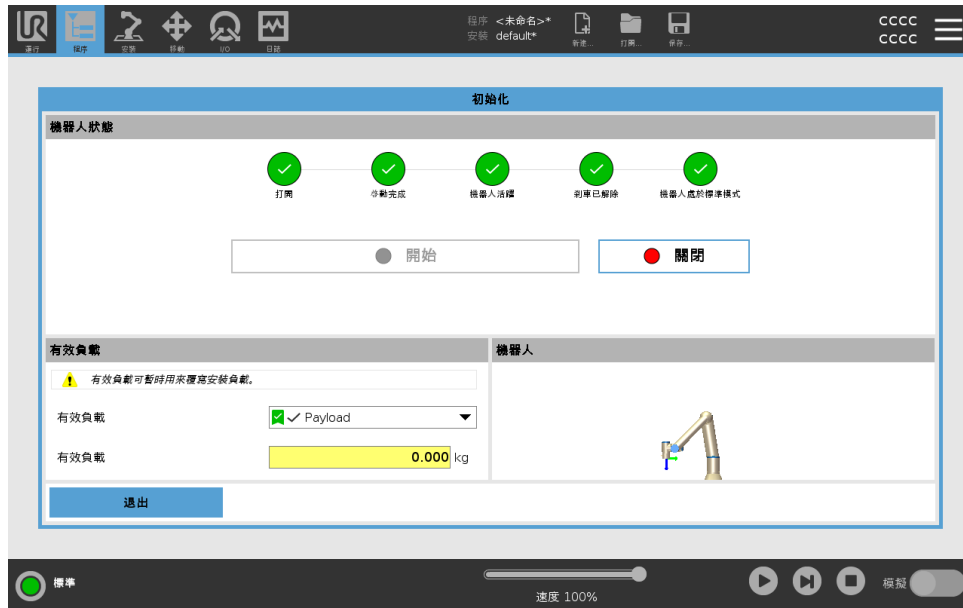 程序 <未命名>*
安裝 default*
運行 程序 安裝 移動 I/O 日誌
新建... 打開... 保存...
CCCC
CCCC
初始化
機器人狀態
打開 啟動完成 機器人活躍 剎車已解除 機器人處於標準模式
開始 關閉
有效負載 機器人
有效負載可暫時用來覆寫安裝負載。
有效負載 Payload
有效負載 0.000 kg
退出
標準
速度 100%
模擬